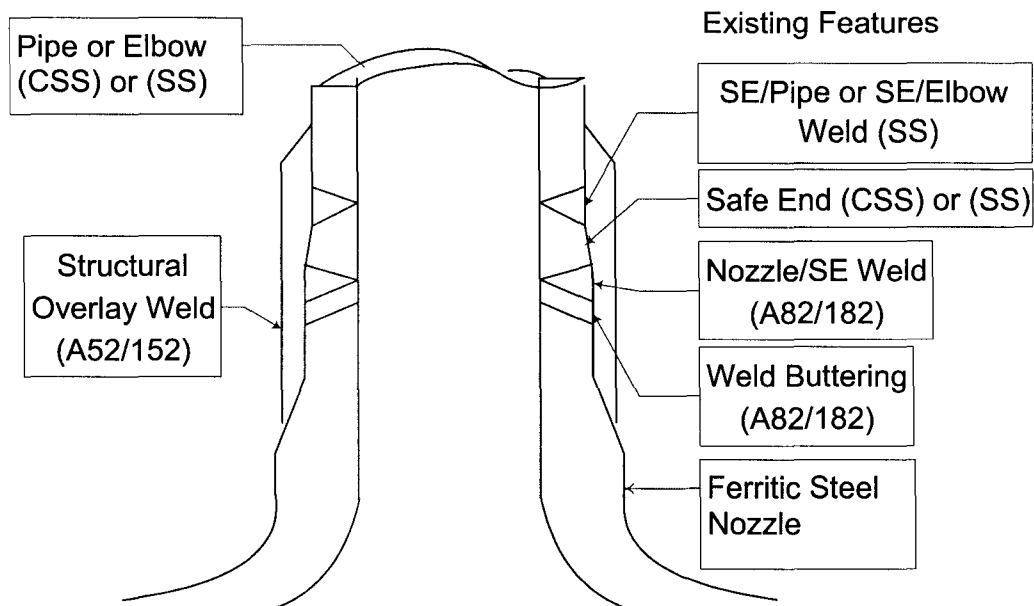 Existing Features
Pipe or Elbow
(CSS) or (SS)
SE/Pipe or SE/Elbow
Weld (SS)
Safe End (CSS) or (SS)
Structural
Overlay Weld
(A52/152)
Nozzle/SE Weld
(A82/182)
Weld Buttering
(A82/182)
Ferritic Steel
Nozzle